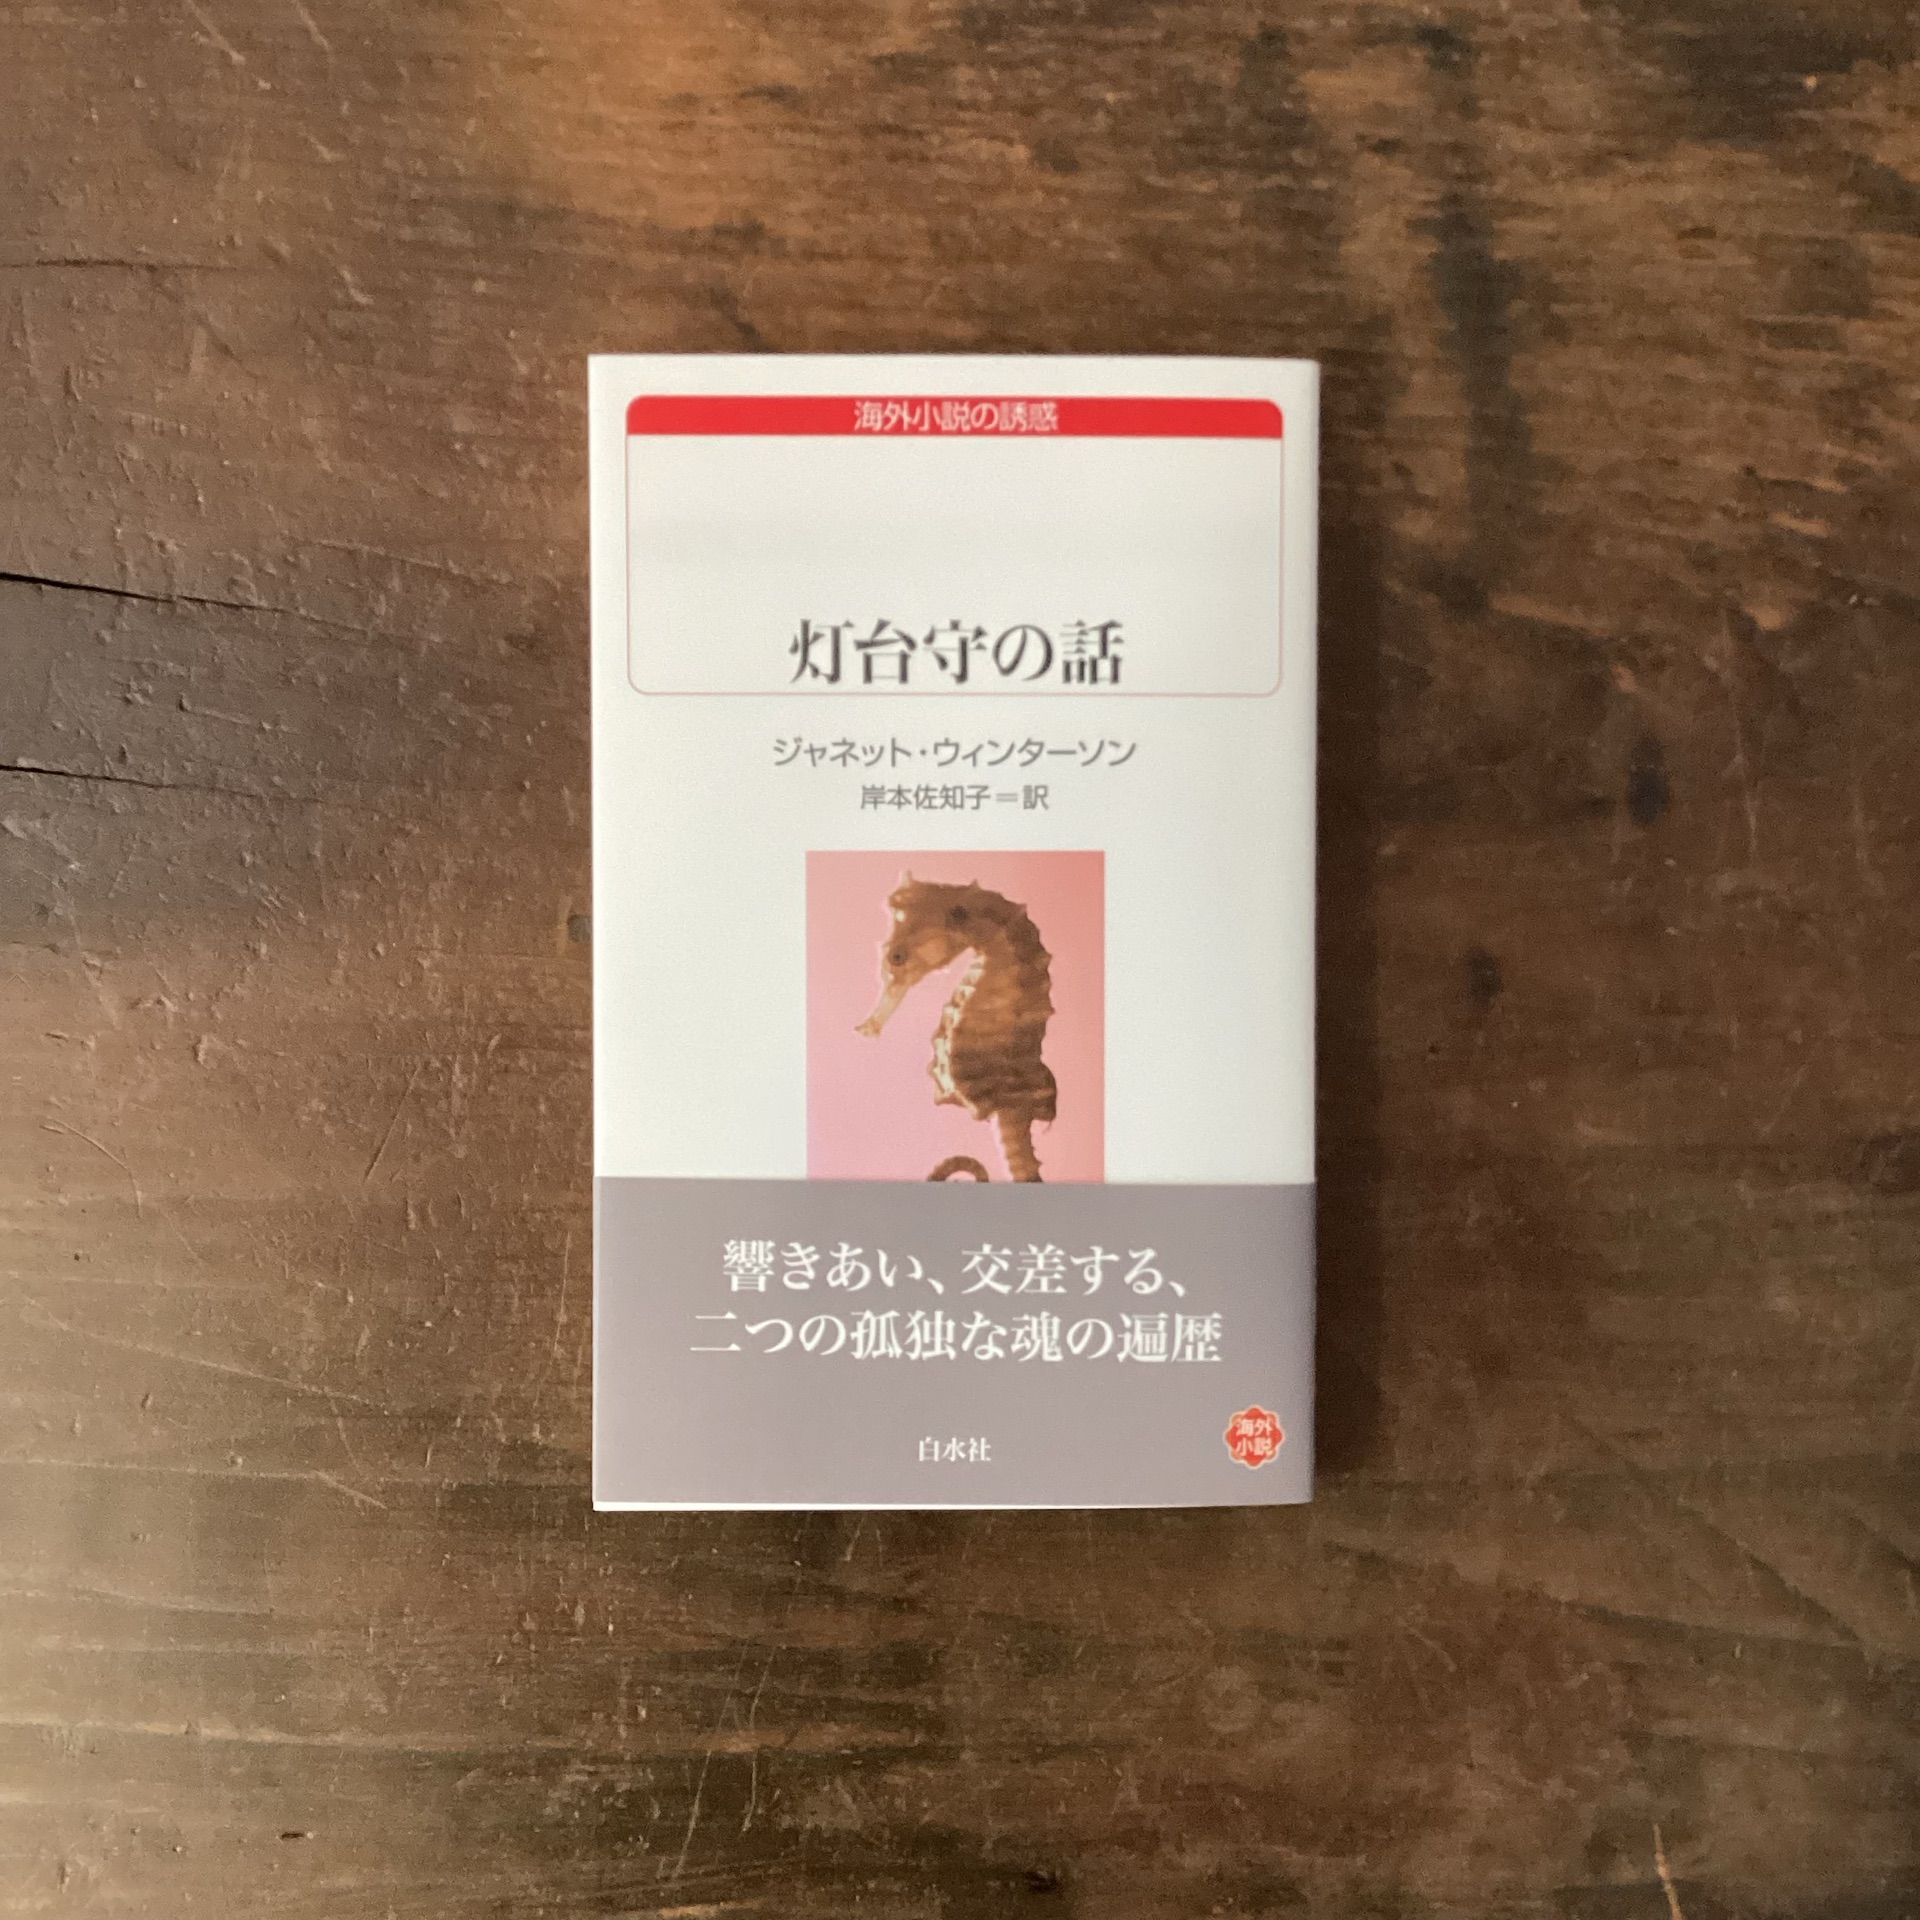 海外小説の誘惑
灯台守の話
ジャネット・ウィンターソン
岸本佐知子＝訳
響きあい、交差する、
二つの孤独な魂の遍歴
白水社
海外
小説